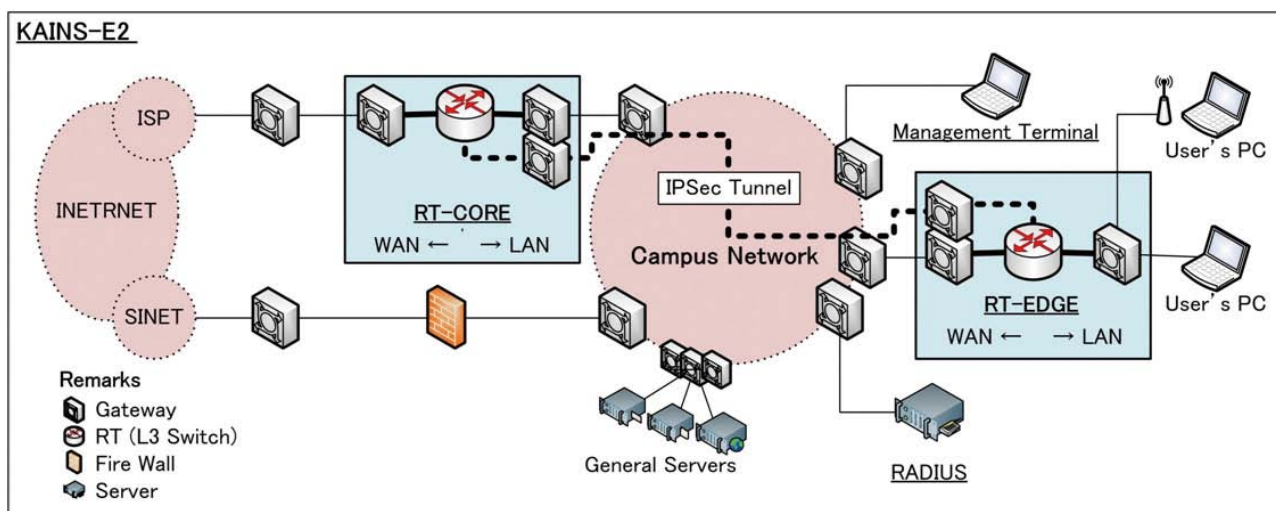 KAINS-E2
ISP
INETRNET
SINET
RT-CORE
WAN ← → LAN
IPSec Tunnel
Campus Network
Management Terminal
User's PC
User's PC
RT-EDGE
WAN ← → LAN
General Servers
RADIUS
Remarks
Gateway
RT (L3 Switch)
Fire Wall
Server